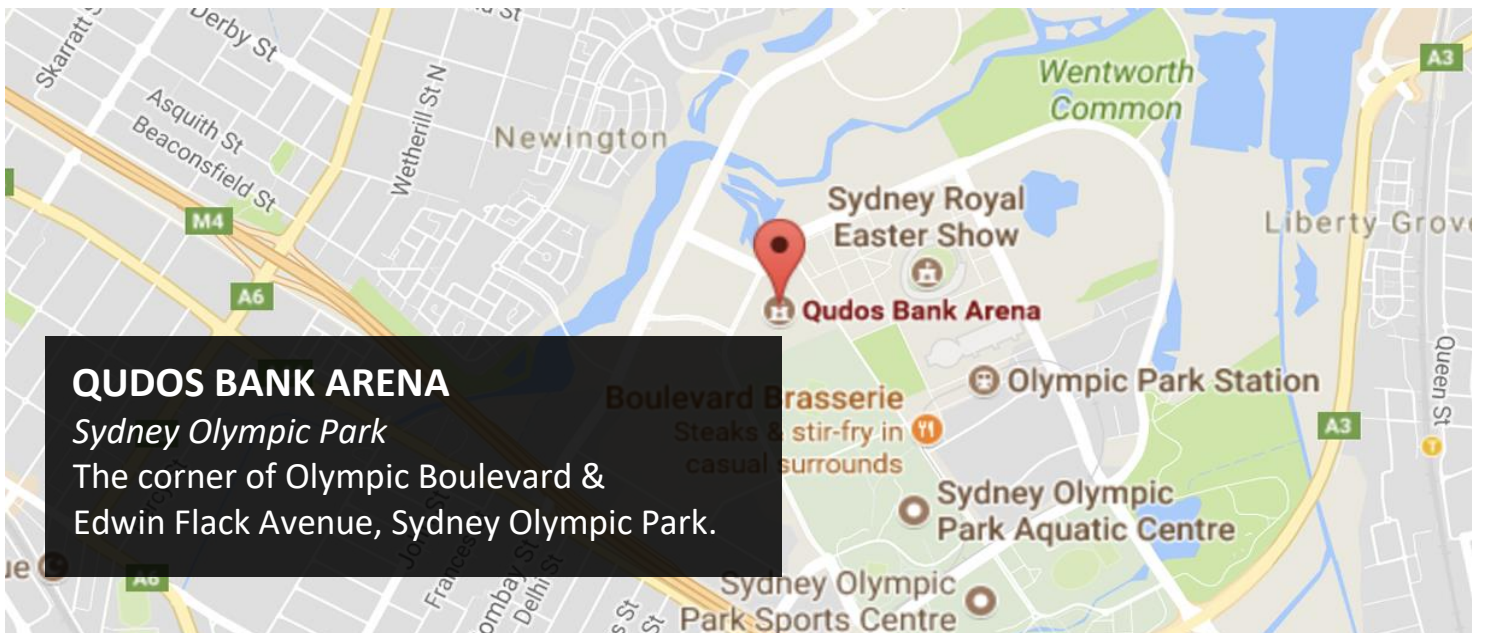 Derby St
Skarratt
A3
Wentworth
Common
Asquith St
Beaconsfield St
Wetherill St N
Newington
Sydney Royal
Easter Show
Liberty Grov
M4
A6
Qudos Bank Arena
Queen St
QUDOS BANK ARENA
Sydney Olympic Park
The corner of Olympic Boulevard &
Edwin Flack Avenue, Sydney Olympic Park.
Olympic Park Station
Boulevard Brasserie
Steaks & stir-fry in
casual surrounds
A3
T
Sydney Olympic
Park Aquatic Centre
A6
Delhi St
Sydney Olympic
Park Sports Centre